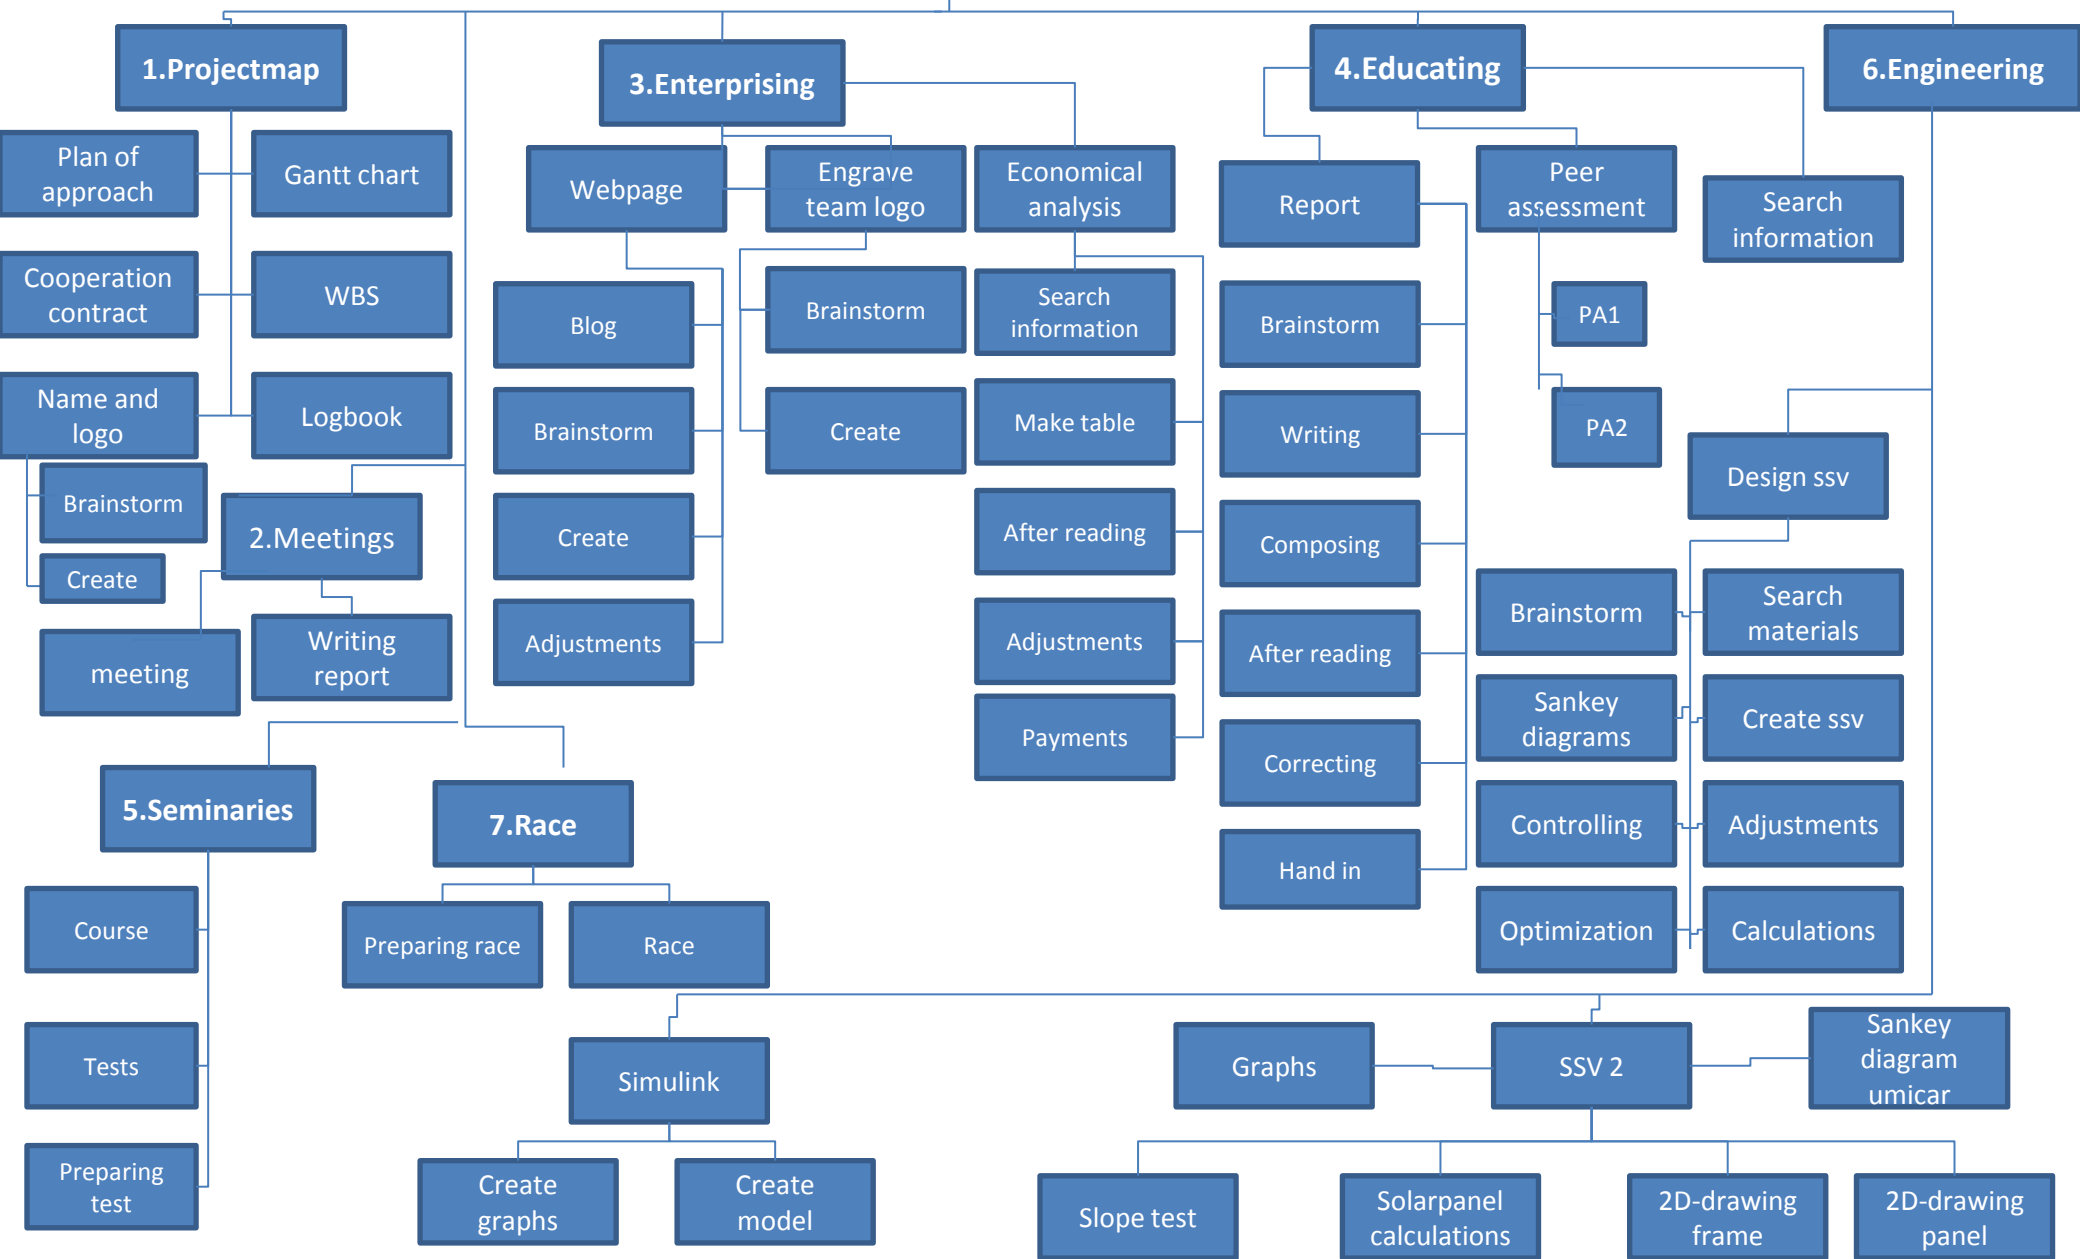 1.Projectmap
Plan of
approach
Gantt chart
Cooperation
contract
WBS
Name and
logo
Logbook
Brainstorm
Create
2.Meetings
meeting
Writing
report
3.Enterprising
Webpage
Engrave
team logo
Economical
analysis
Blog
Brainstorm
Create
Adjustments
Brainstorm
Create
Search
information
Make table
After reading
Adjustments
Payments
4.Educating
Report
Peer
assessment
Search
information
Brainstorm
Writing
Composing
After reading
Correcting
Hand in
PA1
PA2
5.Seminaries
Course
Tests
Preparing
test
7.Race
Preparing race
Race
6.Engineering
Design ssv
Brainstorm
Search
materials
Sankey
diagrams
Create ssv
Controlling
Adjustments
Optimization
Calculations
Simulink
Create
graphs
Create
model
Graphs
SSV 2
Sankey
diagram
umicar
Slope test
Solarpanel
calculations
2D-drawing
frame
2D-drawing
panel